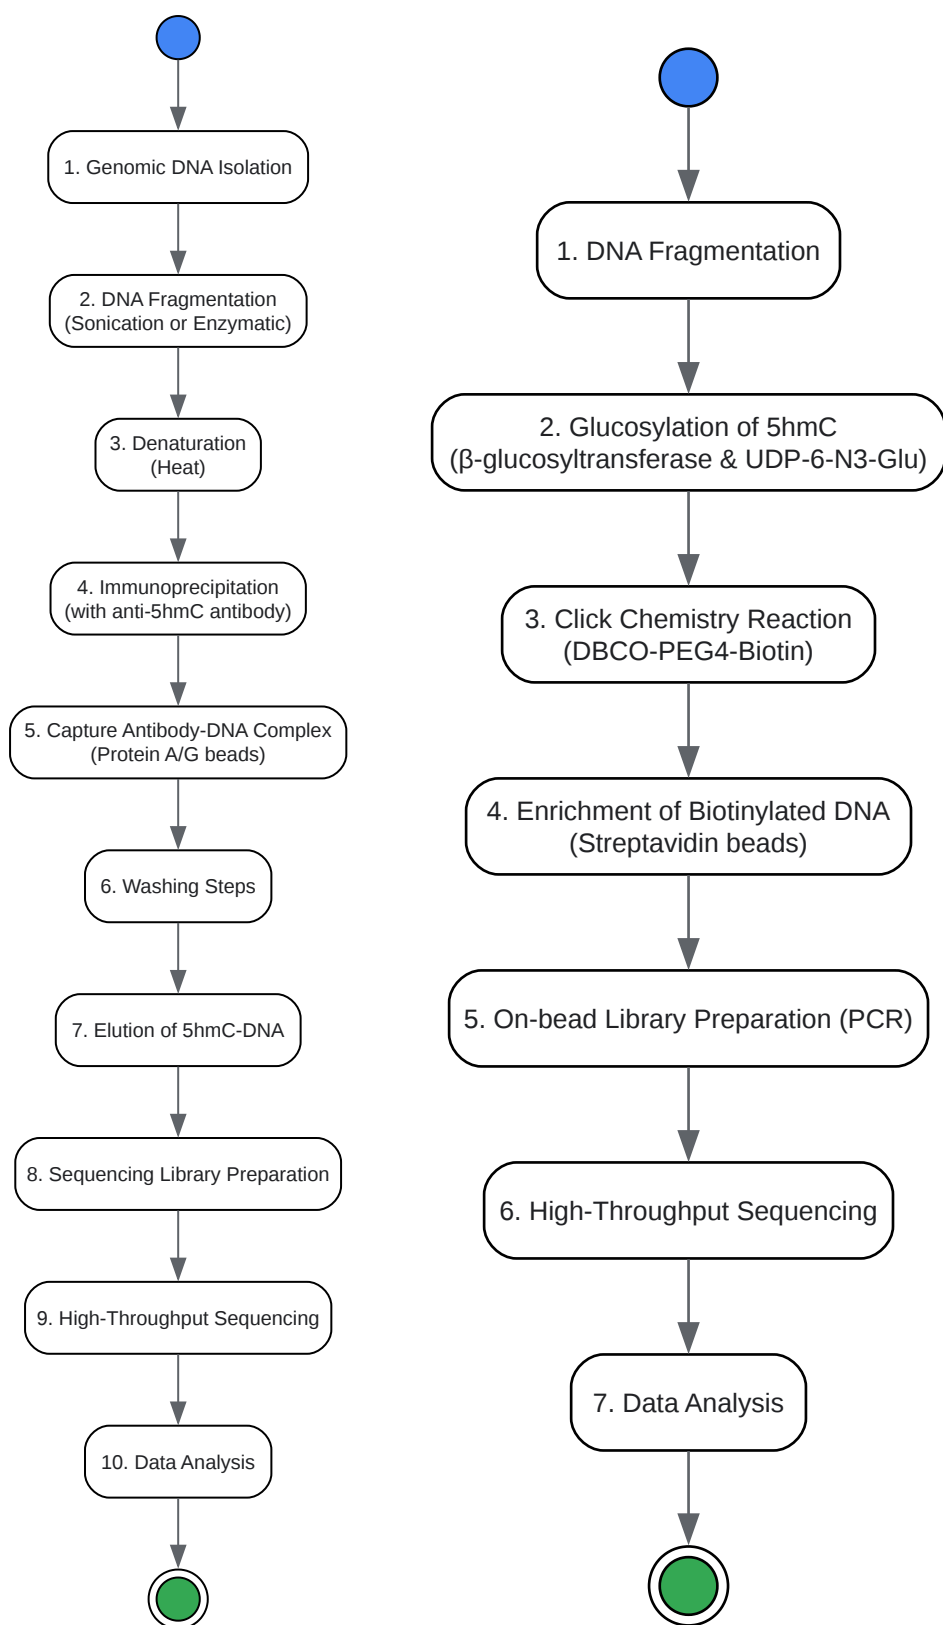 1. Genomic DNA Isolation
2. DNA Fragmentation
(Sonication or Enzymatic)
3. Denaturation
(Heat)
4. Immunoprecipitation
(with anti-5hmC antibody)
5. Capture Antibody-DNA Complex
(Protein A/G beads)
6. Washing Steps
7. Elution of 5hmC-DNA
8. Sequencing Library Preparation
9. High-Throughput Sequencing
10. Data Analysis
1. DNA Fragmentation
2. Glucosylation of 5hmC
(β-glucosyltransferase & UDP-6-N3-Glu)
3. Click Chemistry Reaction
(DBCO-PEG4-Biotin)
4. Enrichment of Biotinylated DNA
(Streptavidin beads)
5. On-bead Library Preparation (PCR)
6. High-Throughput Sequencing
7. Data Analysis